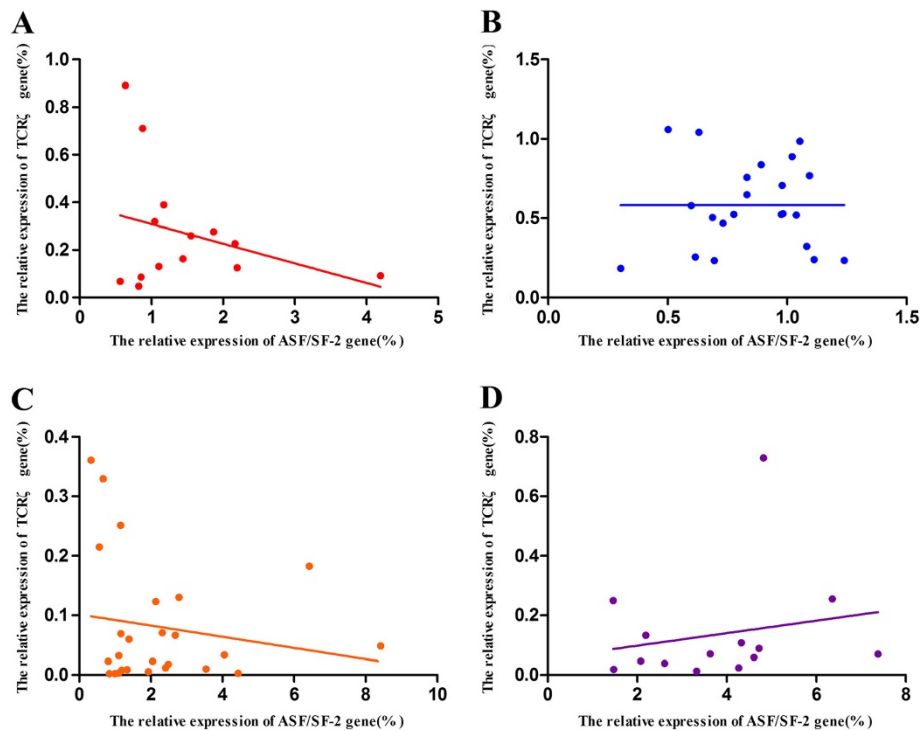 A
The relative expression of TCRζ gene(%)
1.0
0.8
0.6
0.4
0.2
0.0
0 1 2 3 4 5
The relative expression of ASF/SF-2 gene(%)
B
The relative expression of TCRζ gene(%)
1.5
1.0
0.5
0.0
0.0 0.5 1.0 1.5
The relative expression of ASF/SF-2 gene(%)
C
The relative expression of TCRζ gene(%)
0.4
0.3
0.2
0.1
0.0
0 2 4 6 8 10
The relative expression of ASF/SF-2 gene(%)
D
The relative expression of TCRζ gene(%)
0.8
0.6
0.4
0.2
0.0
0 2 4 6 8
The relative expression of ASF/SF-2 gene(%)